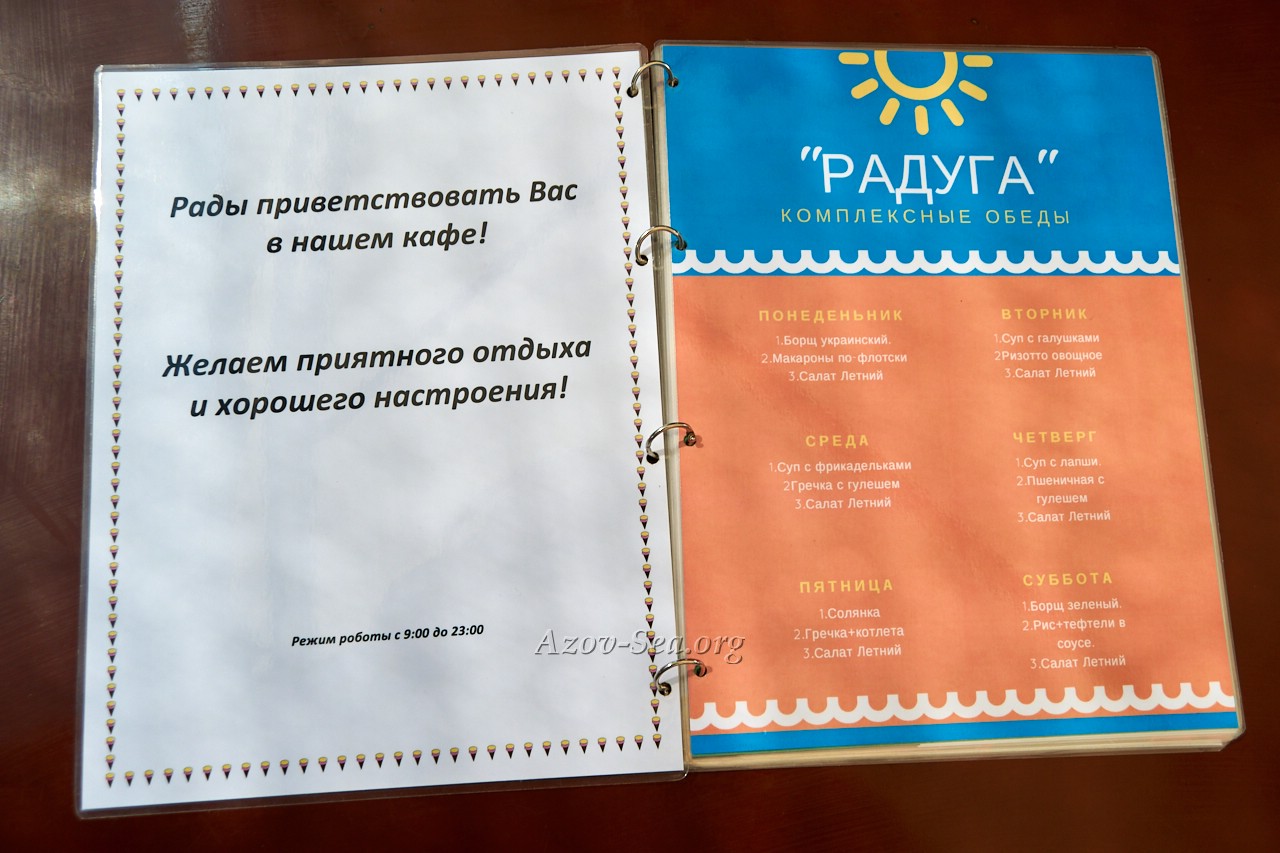 Рады приветствовать Вас
в нашем кафе!
Желаем приятного отдыха
и хорошего настроения!
Режим роботы с 9:00 до 23:00
"РАДУГА"
КОМПЛЕКСНЫЕ ОБЕДЫ
ПОНЕДЕНЬНИК
1.Борщ украинский.
2.Макароны по-флотски
3.Салат Летний
ВТОРНИК
1.Суп с галушками
2Ризотто овощное
3.Салат Летний
СРЕДА
1.Суп с фрикадельками
2Гречка с гулешем
3.Салат Летний
ЧЕТВЕРГ
1.Суп с лапши.
2.Пшеничная с
гулешем
3.Салат Летний
ПЯТНИЦА
1.Солянка
2.Гречка+котлета
3.Салат Летний
СУББОТА
1.Борщ зеленый.
2.Рис+тефтели в
соусе.
3.Салат Летний
Azov-Sea.org